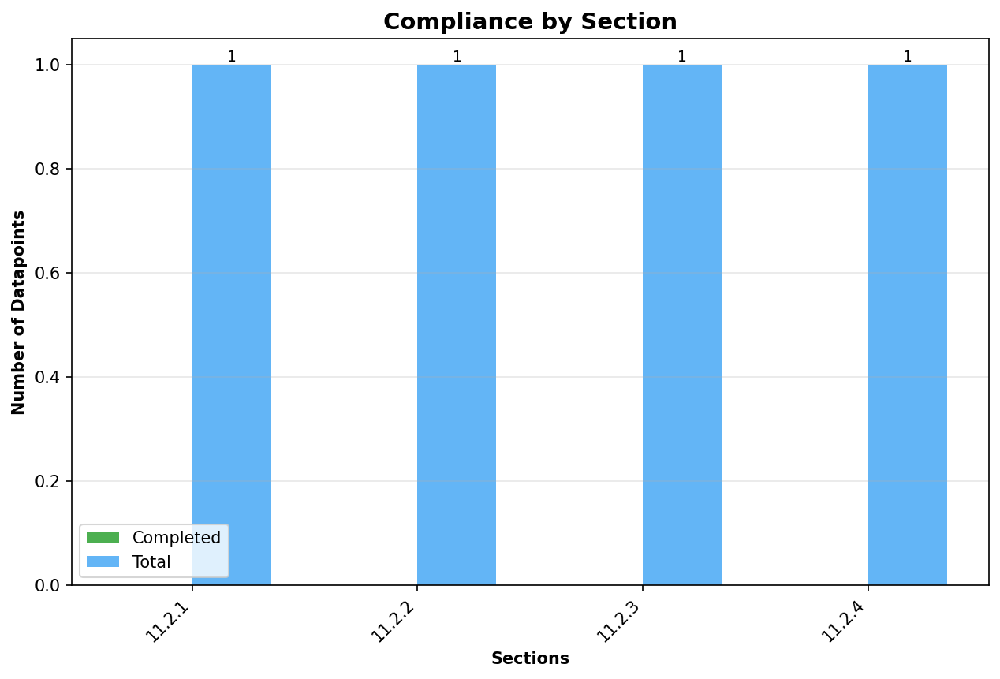 Compliance by Section
1 1 1 1
1.0
0.8
0.6
0.4
0.2
0.0
Number of Datapoints
Completed
Total
11.2.1 11.2.2 11.2.3 11.2.4
Sections